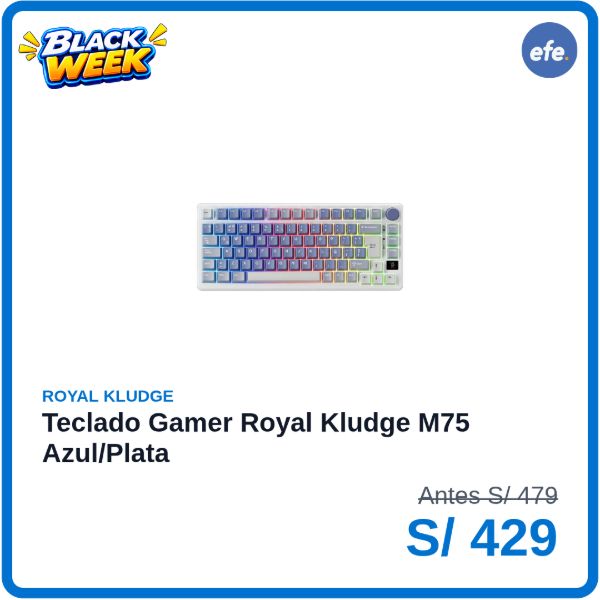 BLACK
WEEK
efe.
ROYAL KLUDGE
Teclado Gamer Royal Kludge M75
Azul/Plata
Antes S/ 479
S/ 429